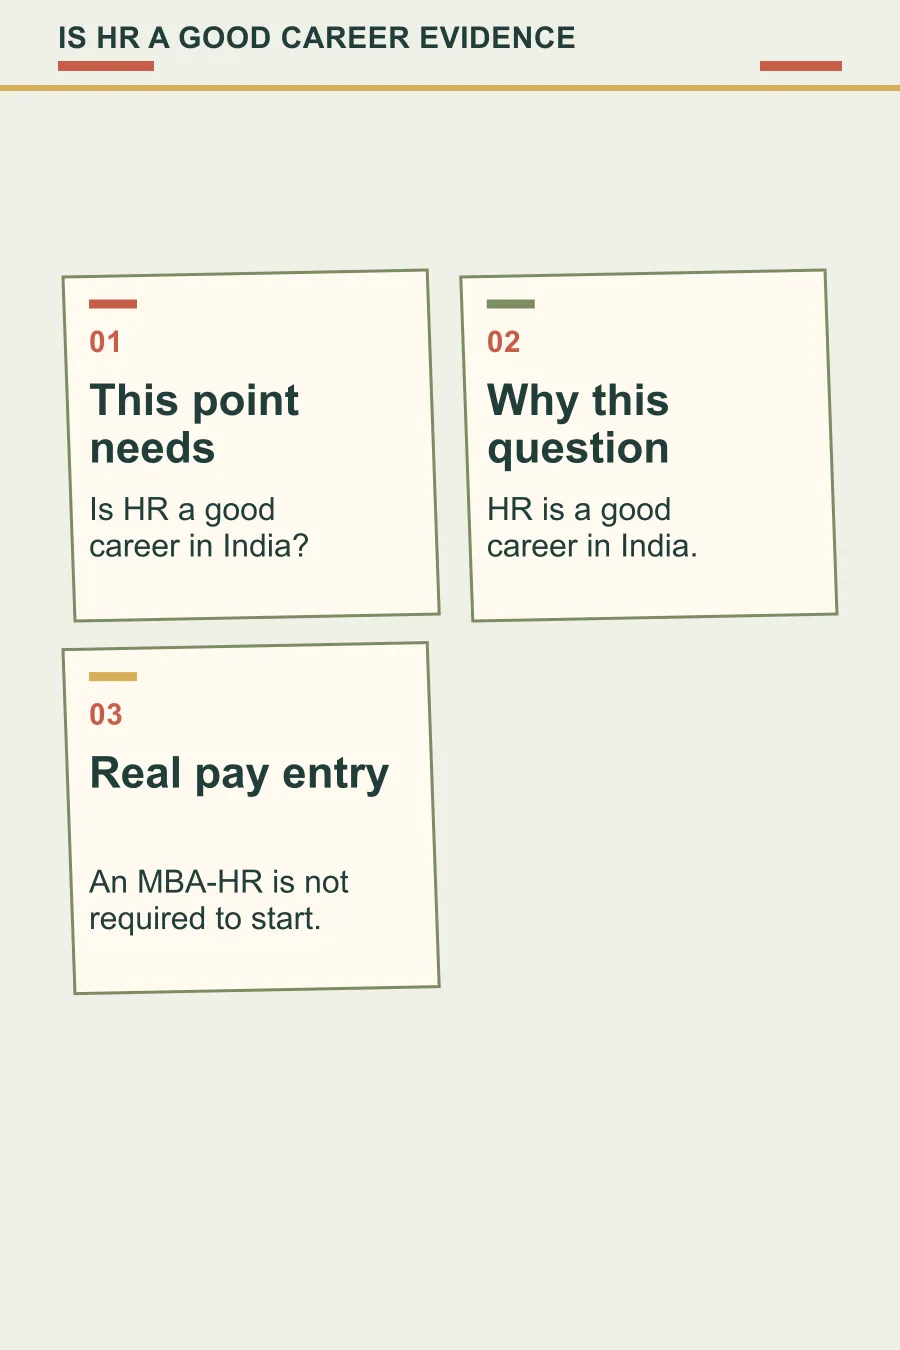 IS HR A GOOD CAREER EVIDENCE
01
This point
needs
Is HR a good
career in India?
02
Why this
question
HR is a good
career in India.
03
Real pay entry
An MBA-HR is not
required to start.